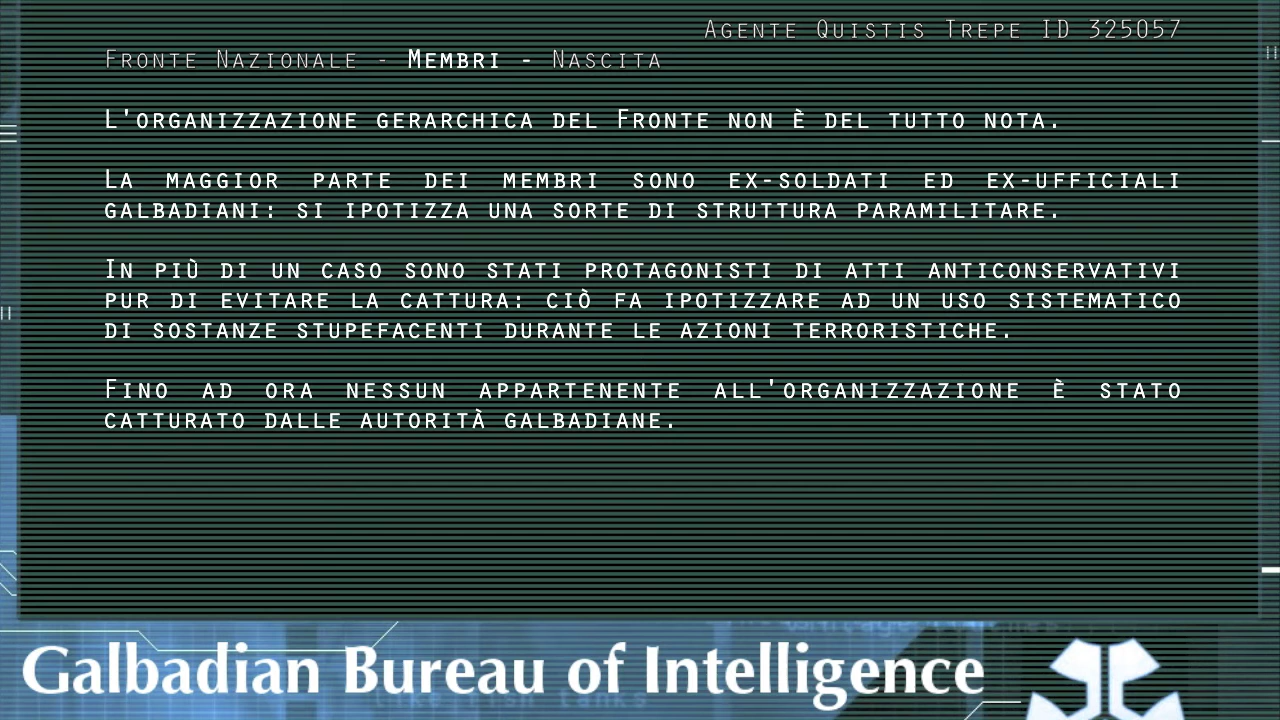 Agente Quistis Trepe ID 325057
Fronte Nazionale - Membri - Nascita
L'organizzazione gerarchica del Fronte non è del tutto nota.
La maggior parte dei membri sono ex-soldati ed ex-ufficiali
galbadiani: si ipotizza una sorte di struttura paramilitare.
In più di un caso sono stati protagonisti di atti anticonservativi
pur di evitare la cattura: ciò fa ipotizzare ad un uso sistematico
di sostanze stupefacenti durante le azioni terroristiche.
Fino ad ora nessun appartenente all'organizzazione è stato
catturato dalle autorità galbadiane.
Galbadian Bureau of Intelligence